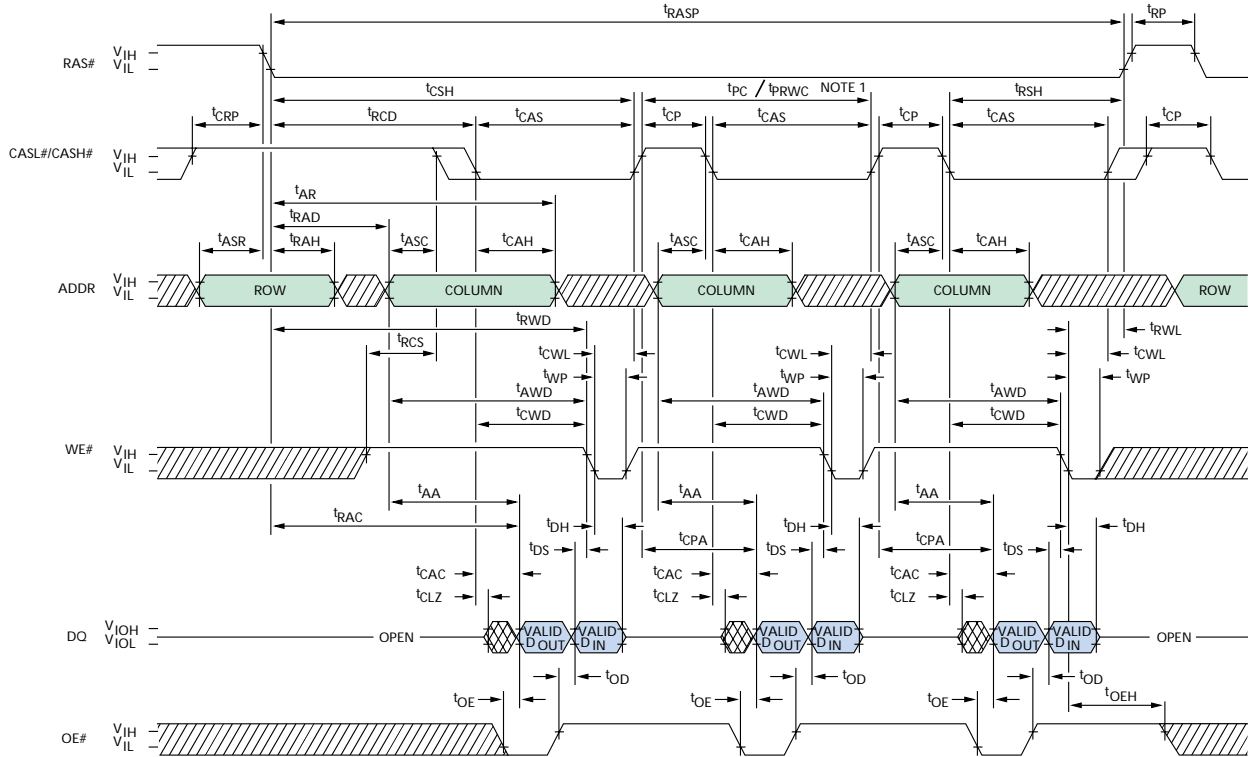 tRASP tRP
RAS# VIH
VIL
tCSH tPC / tPRWC NOTE 1 tRSH
tCRP tRCD tCAS tCP tCAS tCP tCAS tCP
CASL#/CASH# VIH
VIL
tAR
tRAD
tASR tRAH tASC tCAH tASC tCAH tASC tCAH
ADDR VIH
VIL
ROW COLUMN COLUMN COLUMN ROW
tRWD tRWL
tRCS tCWL tCWL tCWL
tWP tWP tWP
tAWD tAWD tAWD
tCWD tCWD tCWD
WE# VIH
VIL
tAA tAA tAA
tRAC tDH tDH tDH
tDS tCPA tDS tCPA tDS
tCAC tCAC tCAC
tCLZ tCLZ tCLZ
DQ VIOH
VIOL
OPEN VALID DOUT VALID DIN VALID DOUT VALID DIN VALID DOUT VALID DIN OPEN
tOD tOD tOD
tOE tOE tOE tOEH
OE# VIH
VIL